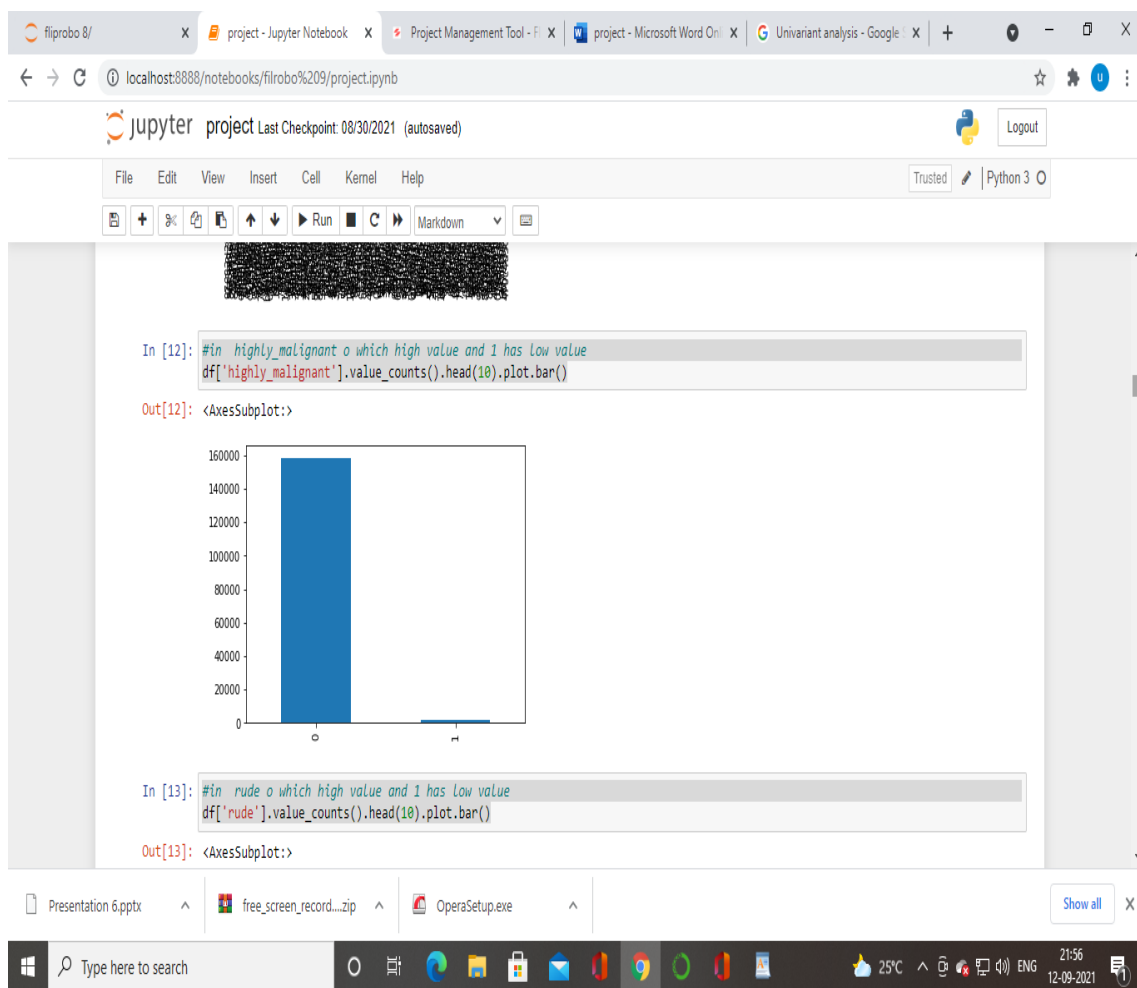 fliprobo 8/
project - Jupyter Notebook
Project Management Tool - F
project - Microsoft Word Onl
Univariant analysis - Google S
localhost:8888/notebooks/filrobo%209/project.ipynb
u
jupyter project Last Checkpoint: 08/30/2021 (autosaved)
Logout
File Edit View Insert Cell Kernel Help
Trusted Python 3
Run Markdown
In [12]: #in highly_malignant o which high value and 1 has low value
df['highly_malignant'].value_counts().head(10).plot.bar()
Out[12]: <AxesSubplot:>
160000
140000
120000
100000
80000
60000
40000
20000
0
0 1
In [13]: #in rude o which high value and 1 has low value
df['rude'].value_counts().head(10).plot.bar()
Out[13]: <AxesSubplot:>
Presentation 6.pptx
free_screen_record....zip
OperaSetup.exe
Show all
Type here to search
25°C
ENG
21:56
12-09-2021
1